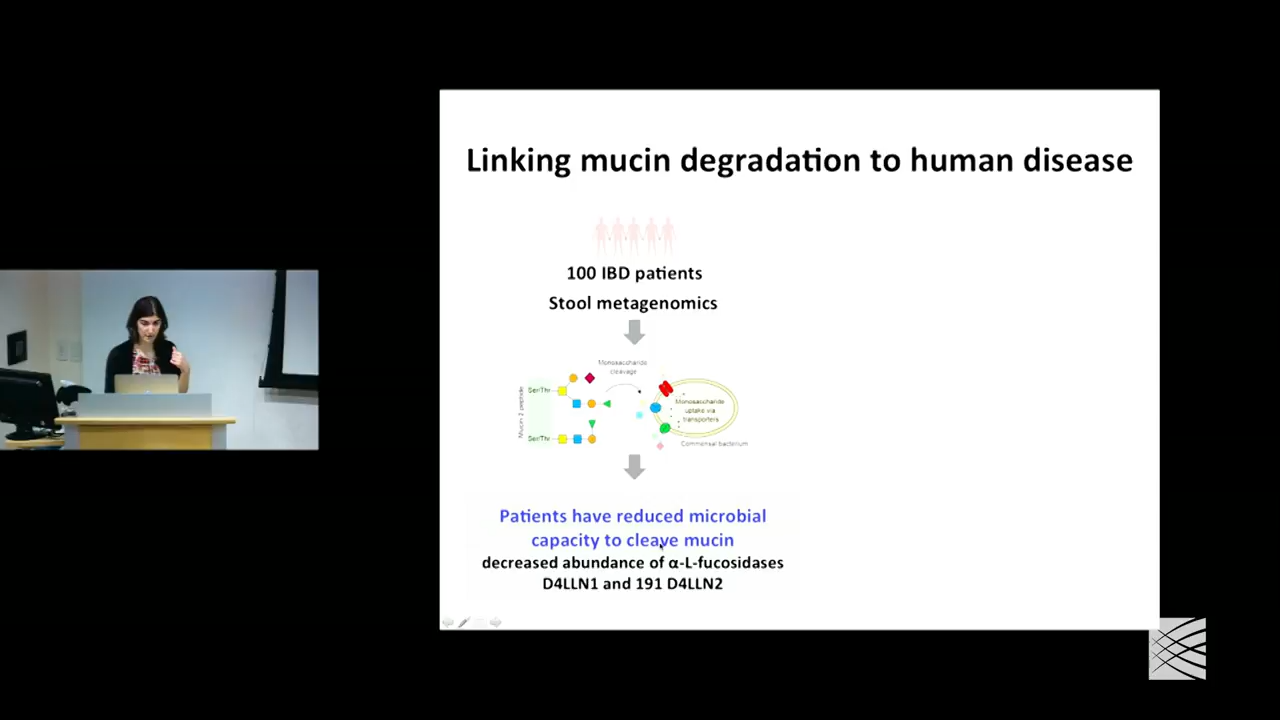 Linking mucin degradation to human disease
100 IBD patients
Stool metagenomics
Monosaccharide
cleavage
Ser/Thr
Mucin 2 peptide
Monosaccharide
uptake via
transporters
Ser/Thr
Commensal bacterium
Patients have reduced microbial
capacity to cleave mucin
decreased abundance of α-L-fucosidases
D4LLN1 and 191 D4LLN2